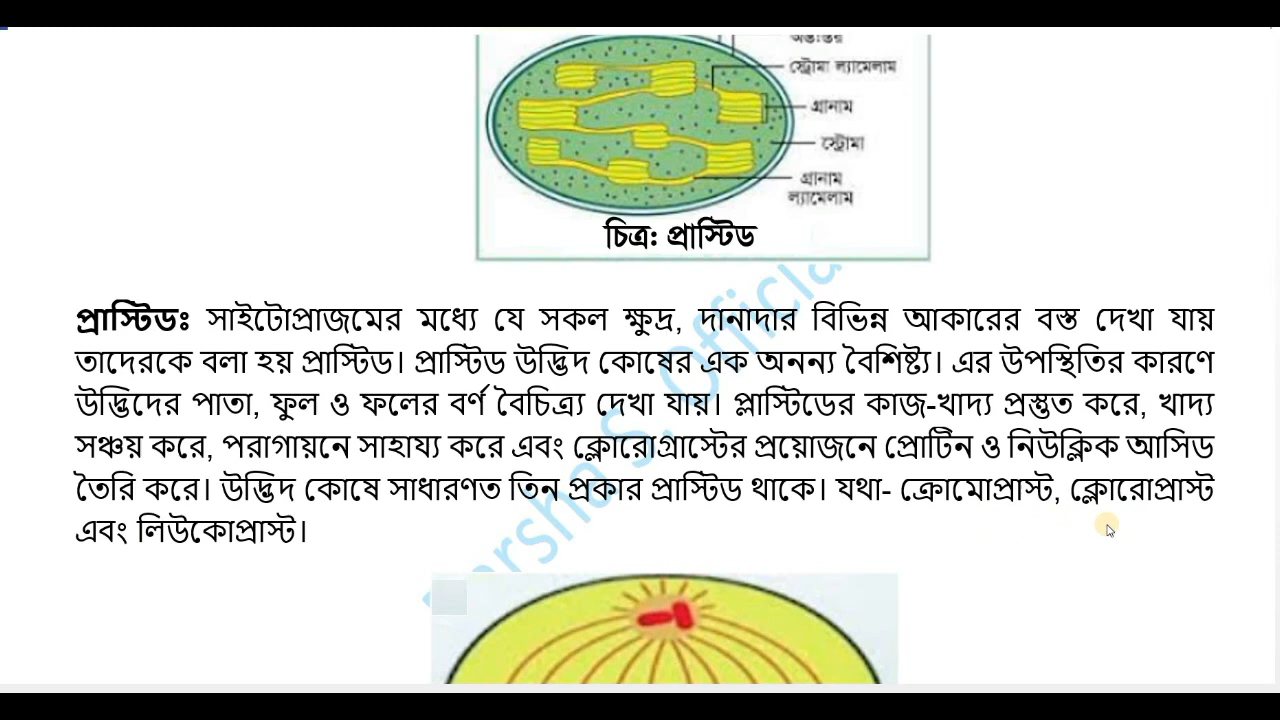 স্ট্রোমা ল্যামেলাম
গ্রানাম
স্ট্রোমা
গ্রানাম
ল্যামেলাম
চিত্র: প্রাস্টিড
প্রাস্টিডঃ সাইটোপ্রাজমের মধ্যে যে সকল ক্ষুদ্র, দানাদার বিভিন্ন আকারের বস্ত দেখা যায়
তাদেরকে বলা হয় প্রাস্টিড। প্রাস্টিড উদ্ভিদ কোষের এক অনন্য বৈশিষ্ট্য। এর উপস্থিতির কারণে
উদ্ভিদের পাতা, ফুল ও ফলের বর্ণ বৈচিত্র্য দেখা যায়। প্লাস্টিডের কাজ-খাদ্য প্রস্তুত করে, খাদ্য
সঞ্চয় করে, পরাগায়নে সাহায্য করে এবং ক্লোরোগ্রাস্টের প্রয়োজনে প্রোটিন ও নিউক্লিক আসিড
তৈরি করে। উদ্ভিদ কোষে সাধারণত তিন প্রকার প্রাস্টিড থাকে। যথা- ক্রোমোপ্রাস্ট, ক্লোরোপ্রাস্ট
এবং লিউকোপ্রাস্ট।